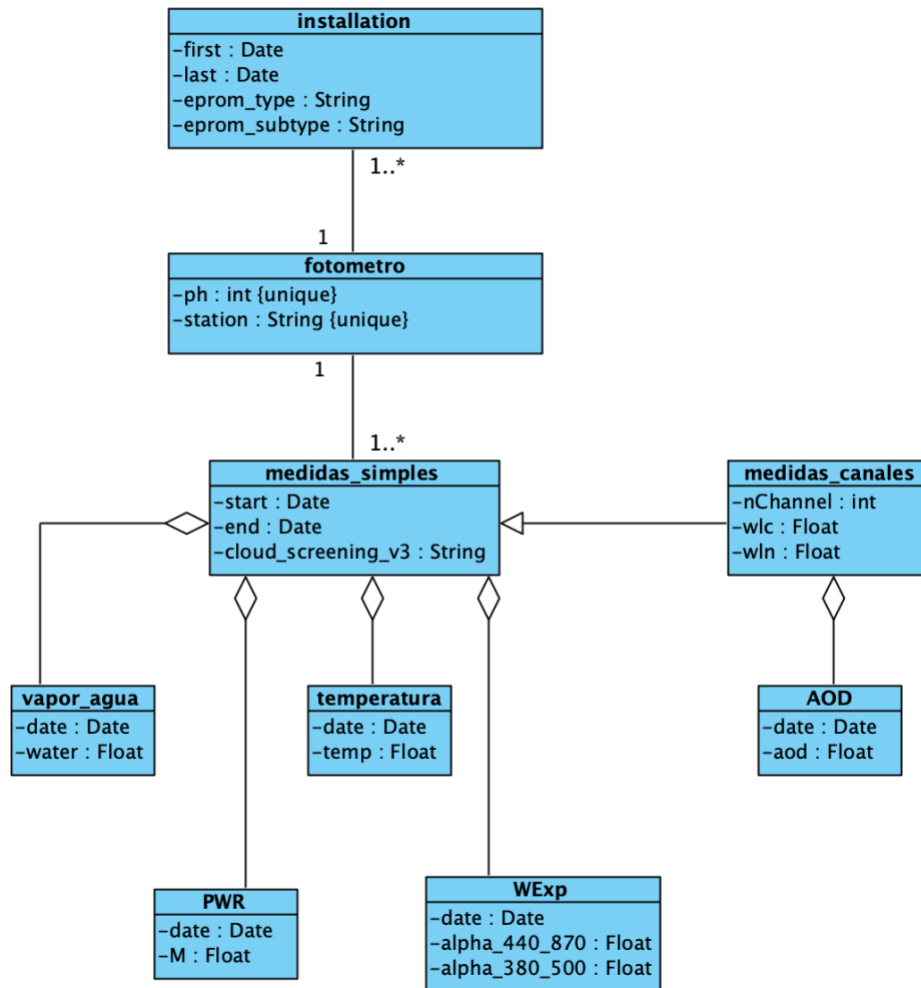 installation
-first : Date
-last : Date
-eprom_type : String
-eprom_subtype : String
1..*
1
fotometro
-ph : int {unique}
-station : String {unique}
1
1..*
medidas_simples
-start : Date
-end : Date
-cloud_screening_v3 : String
medidas_canales
-nChannel : int
-wlc : Float
-wln : Float
vapor_agua
-date : Date
-water : Float
temperatura
-date : Date
-temp : Float
AOD
-date : Date
-aod : Float
PWR
-date : Date
-M : Float
WExp
-date : Date
-alpha_440_870 : Float
-alpha_380_500 : Float